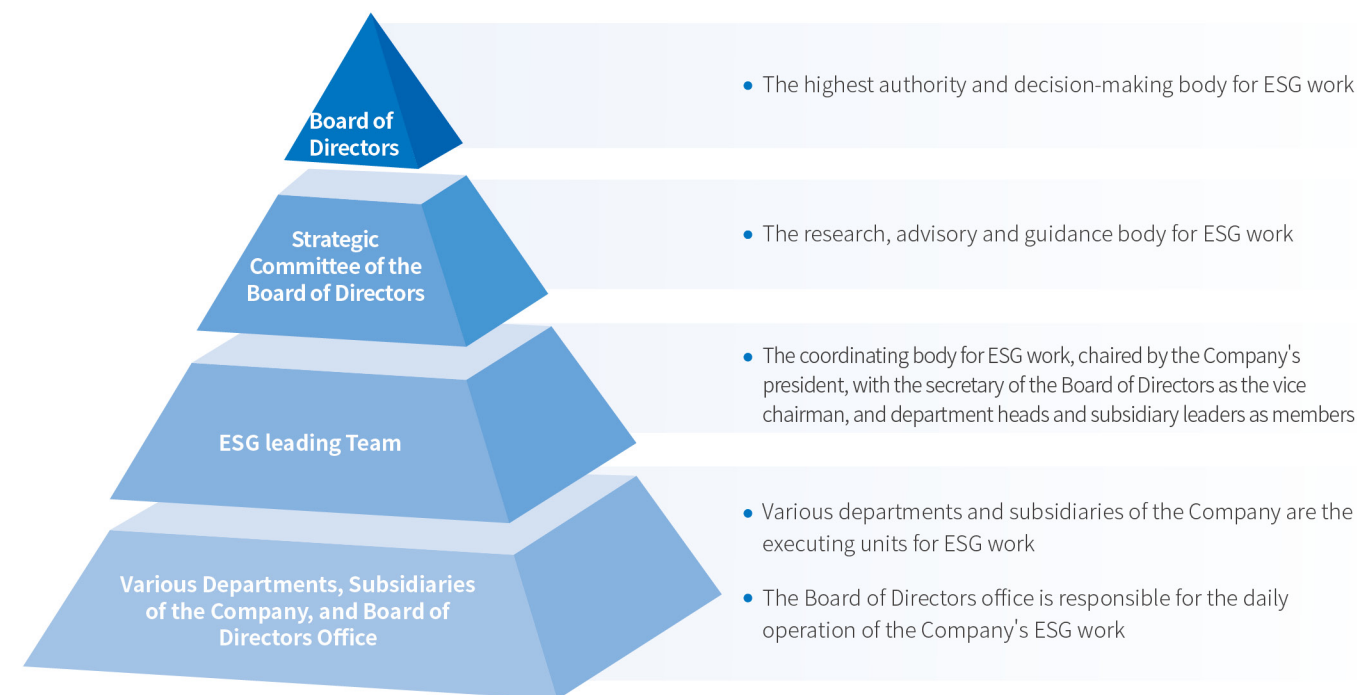 Board of
Directors
• The highest authority and decision-making body for ESG work
Strategic
Committee of the
Board of Directors
• The research, advisory and guidance body for ESG work
ESG leading Team
• The coordinating body for ESG work, chaired by the Company's
president, with the secretary of the Board of Directors as the vice
chairman, and department heads and subsidiary leaders as members
Various Departments, Subsidiaries
of the Company, and Board of
Directors Office
• Various departments and subsidiaries of the Company are the
executing units for ESG work
• The Board of Directors office is responsible for the daily
operation of the Company's ESG work